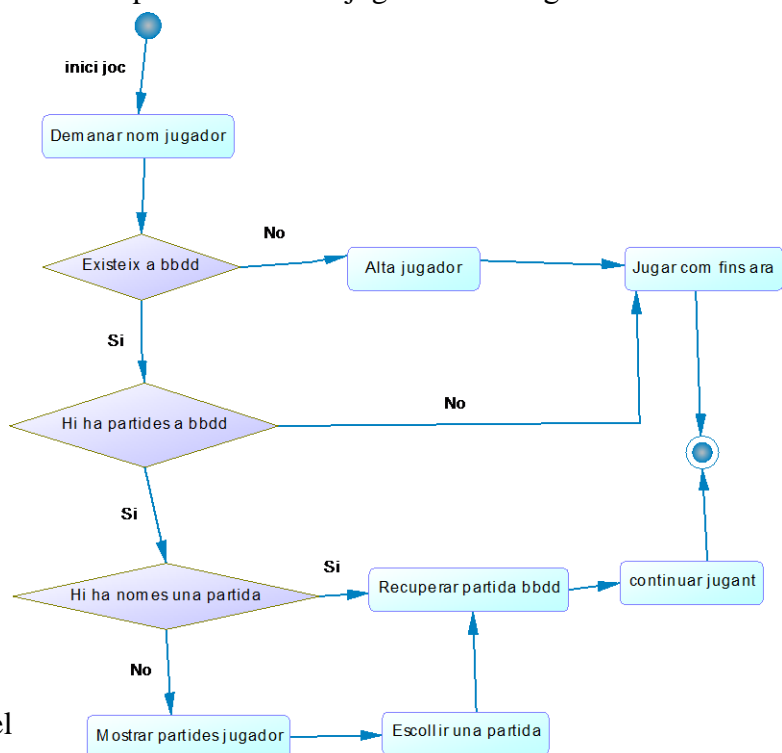 inici joc
Demanar nom jugador
Existeix a bbdd
No
Alta jugador
Jugar com fins ara
Si
Hi ha partides a bbdd
No
Si
Hi ha nomes una partida
Si
Recuperar partida bbdd
continuar jugant
No
Mostrar partides jugador
Escollir una partida